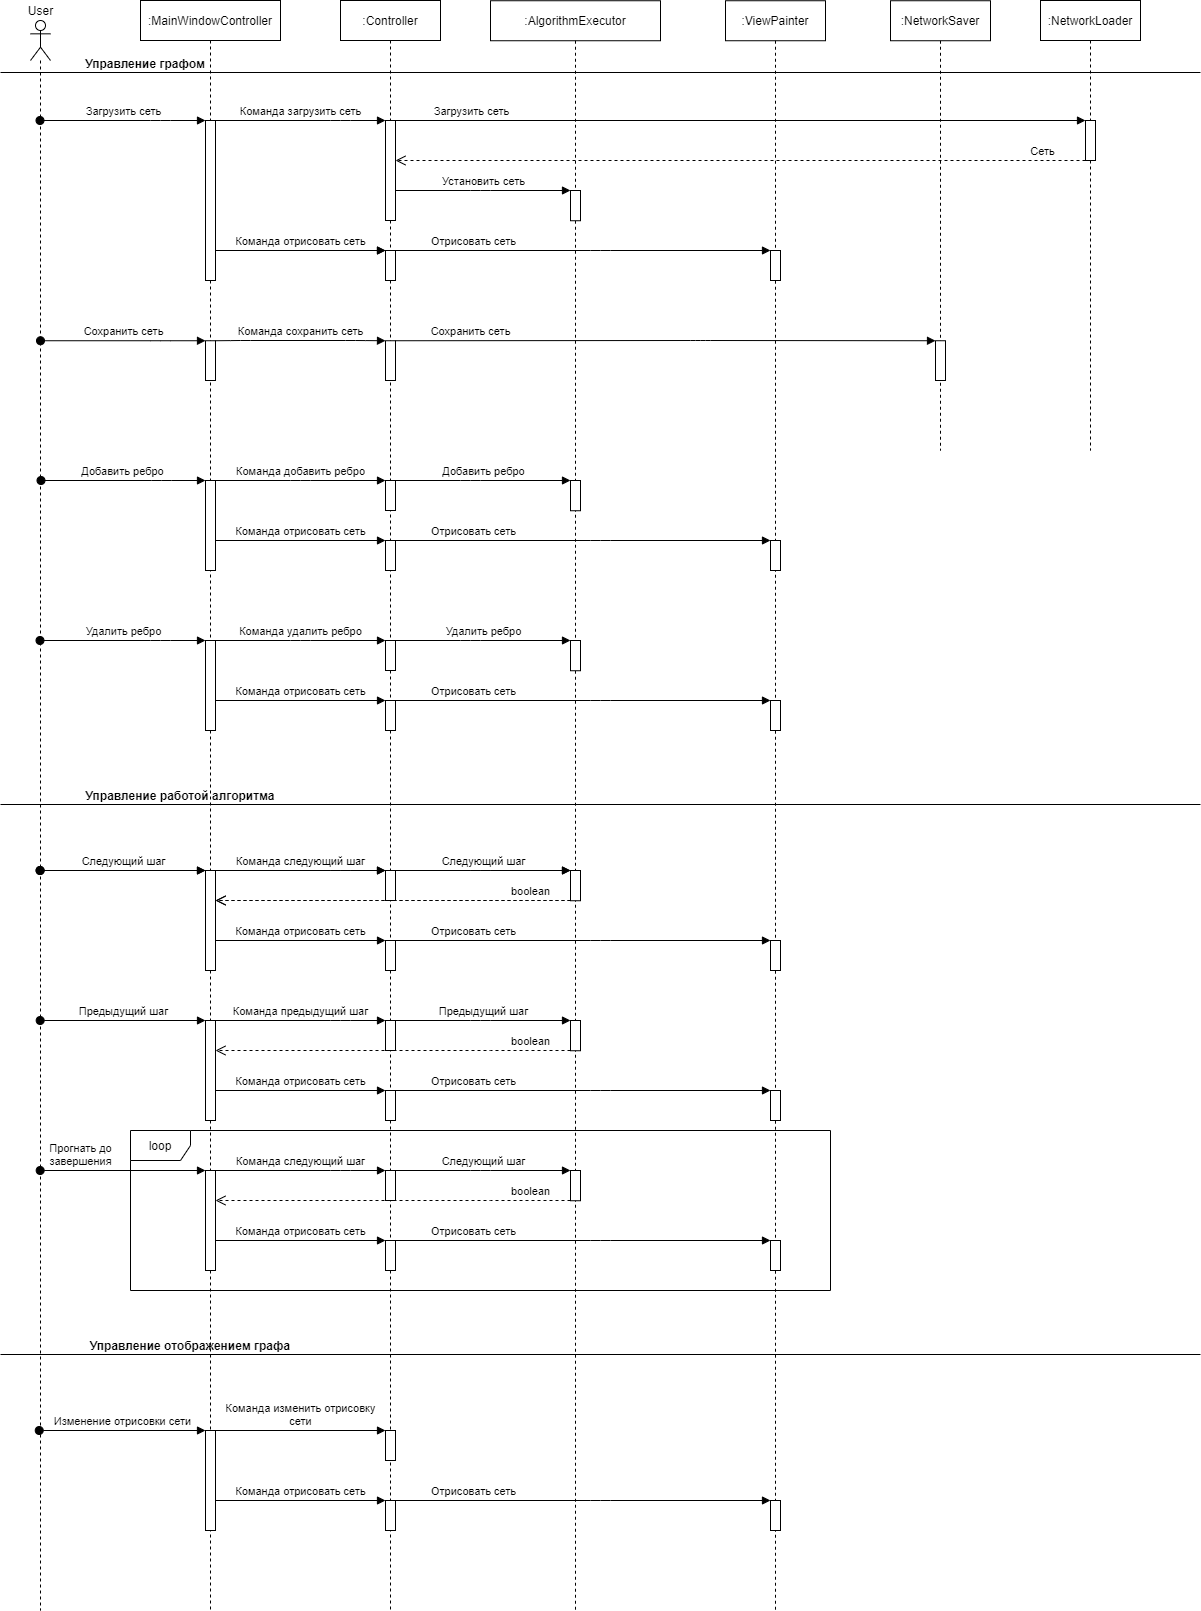 User
:MainWindowController
:Controller
:AlgorithmExecutor
:ViewPainter
:NetworkSaver
:NetworkLoader
Управление графом
Загрузить сеть
Команда загрузить сеть
Загрузить сеть
Сеть
Установить сеть
Команда отрисовать сеть
Отрисовать сеть
Сохранить сеть
Команда сохранить сеть
Сохранить сеть
Добавить ребро
Команда добавить ребро
Добавить ребро
Команда отрисовать сеть
Отрисовать сеть
Удалить ребро
Команда удалить ребро
Удалить ребро
Команда отрисовать сеть
Отрисовать сеть
Управление работой алгоритма
Следующий шаг
Команда следующий шаг
Следующий шаг
boolean
Команда отрисовать сеть
Отрисовать сеть
Предыдущий шаг
Команда предыдущий шаг
Предыдущий шаг
boolean
Команда отрисовать сеть
Отрисовать сеть
loop
Прогнать до
завершения
Команда следующий шаг
Следующий шаг
boolean
Команда отрисовать сеть
Отрисовать сеть
Управление отображением графа
Изменение отрисовки сети
Команда изменить отрисовку
сети
Команда отрисовать сеть
Отрисовать сеть